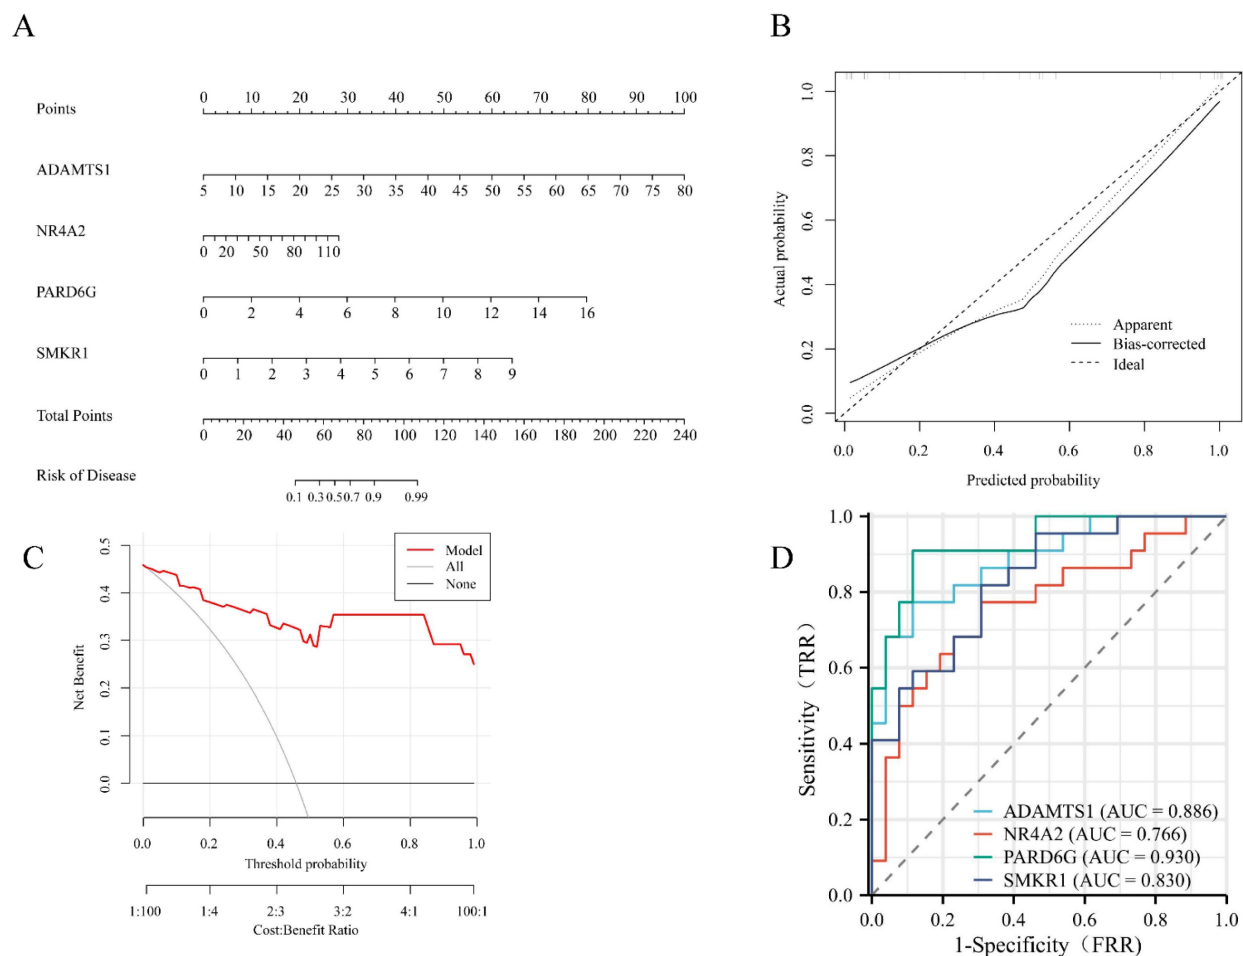 A
Points
0 10 20 30 40 50 60 70 80 90 100
ADAMTS1
5 10 15 20 25 30 35 40 45 50 55 60 65 70 75 80
NR4A2
0 20 50 80 110
PARD6G
0 2 4 6 8 10 12 14 16
SMKR1
0 1 2 3 4 5 6 7 8 9
Total Points
0 20 40 60 80 100 120 140 160 180 200 220 240
Risk of Disease
0.1 0.3 0.5 0.7 0.9 0.99
B
Actual probability
1.0
0.8
0.6
0.4
0.2
0.0
Apparent
Bias-corrected
Ideal
0.0 0.2 0.4 0.6 0.8 1.0
Predicted probability
C
Net Benefit
0.5
0.4
0.3
0.2
0.1
0.0
Model
All
None
0.0 0.2 0.4 0.6 0.8 1.0
Threshold probability
1:100 1:4 2:3 3:2 4:1 100:1
Cost:Benefit Ratio
D
Sensitivity（TRR）
1.0
0.8
0.6
0.4
0.2
0.0
ADAMTS1 (AUC = 0.886)
NR4A2 (AUC = 0.766)
PARD6G (AUC = 0.930)
SMKR1 (AUC = 0.830)
0.0 0.2 0.4 0.6 0.8 1.0
1-Specificity（FRR)